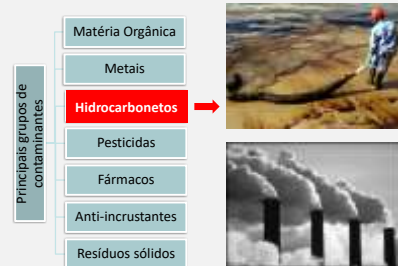 Principais grupos de
contaminantes
Matéria Orgânica
Metais
Hidrocarbonetos
Pesticidas
Fármacos
Anti-incrustantes
Resíduos sólidos